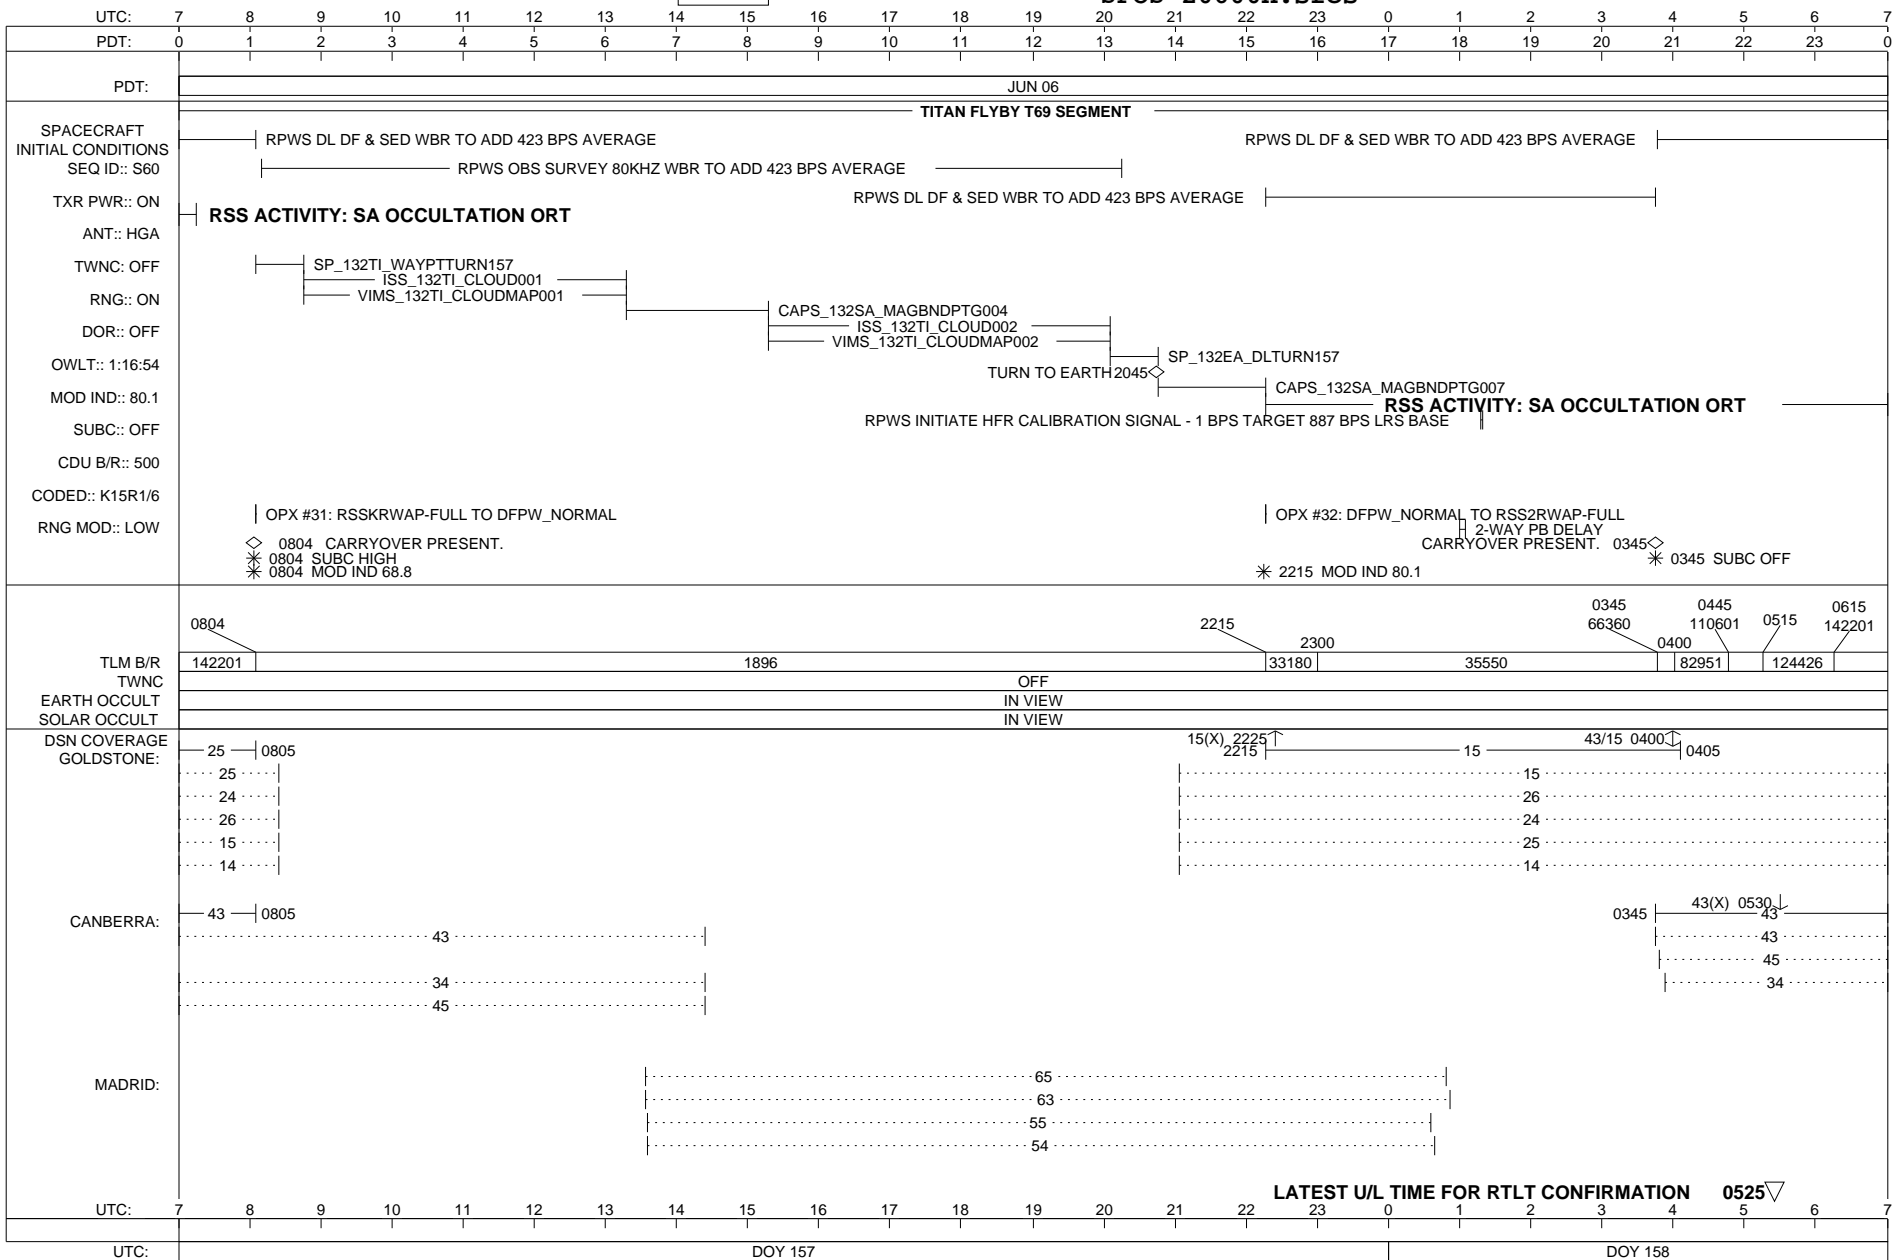 UTC: 7 8 9 10 11 12 13 14 15 16 17 18 19 20 21 22 23 0 1 2 3 4 5 6 7
PDT: 0 1 2 3 4 5 6 7 8 9 10 11 12 13 14 15 16 17 18 19 20 21 22 23 0
PDT: JUN 06
TITAN FLYBY T69 SEGMENT
SPACECRAFT
INITIAL CONDITIONS
RPWS DL DF & SED WBR TO ADD 423 BPS AVERAGE RPWS DL DF & SED WBR TO ADD 423 BPS AVERAGE
SEQ ID:: S60 RPWS OBS SURVEY 80KHZ WBR TO ADD 423 BPS AVERAGE
TXR PWR:: ON RPWS DL DF & SED WBR TO ADD 423 BPS AVERAGE
RSS ACTIVITY: SA OCCULTATION ORT
ANT:: HGA
TWNC: OFF SP_132TI_WAYPTTURN157
ISS_132TI_CLOUD001
VIMS_132TI_CLOUDMAP001
RNG:: ON
CAPS_132SA_MAGBNDPTG004
ISS_132TI_CLOUD002
DOR:: OFF
VIMS_132TI_CLOUDMAP002
SP_132EA_DLTURN157
OWLT:: 1:16:54
TURN TO EARTH 2045
CAPS_132SA_MAGBNDPTG007
MOD IND:: 80.1 RSS ACTIVITY: SA OCCULTATION ORT
RPWS INITIATE HFR CALIBRATION SIGNAL - 1 BPS TARGET 887 BPS LRS BASE
SUBC:: OFF
CDU B/R:: 500
CODED:: K15R1/6
OPX #31: RSSKRWAP-FULL TO DFPW_NORMAL OPX #32: DFPW_NORMAL TO RSS2RWAP-FULL
RNG MOD:: LOW 2-WAY PB DELAY
0804 CARRYOVER PRESENT. CARRYOVER PRESENT. 0345
0804 SUBC HIGH 0345 SUBC OFF
0804 MOD IND 68.8 2215 MOD IND 80.1
0345 0445 0615
0804 2215 66360 110601 0515 142201
2300 0400
TLM B/R 142201 1896 33180 35550 82951 124426
TWNC OFF
EARTH OCCULT IN VIEW
SOLAR OCCULT IN VIEW
DSN COVERAGE 15(X) 2225 43/15 0400
GOLDSTONE: 25 0805 2215 15 0405
25 15
24 26
26 24
15 25
14 14
43(X) 0530
CANBERRA: 43 0805 0345 43
43 43
45
34 34
45
MADRID: 65
63
55
54
LATEST U/L TIME FOR RTLT CONFIRMATION 0525
UTC: 7 8 9 10 11 12 13 14 15 16 17 18 19 20 21 22 23 0 1 2 3 4 5 6 7
UTC: DOY 157 DOY 158